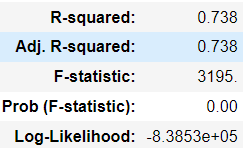 R-squared: 0.738
Adj. R-squared: 0.738
F-statistic: 3195.
Prob (F-statistic): 0.00
Log-Likelihood: -8.3853e+05